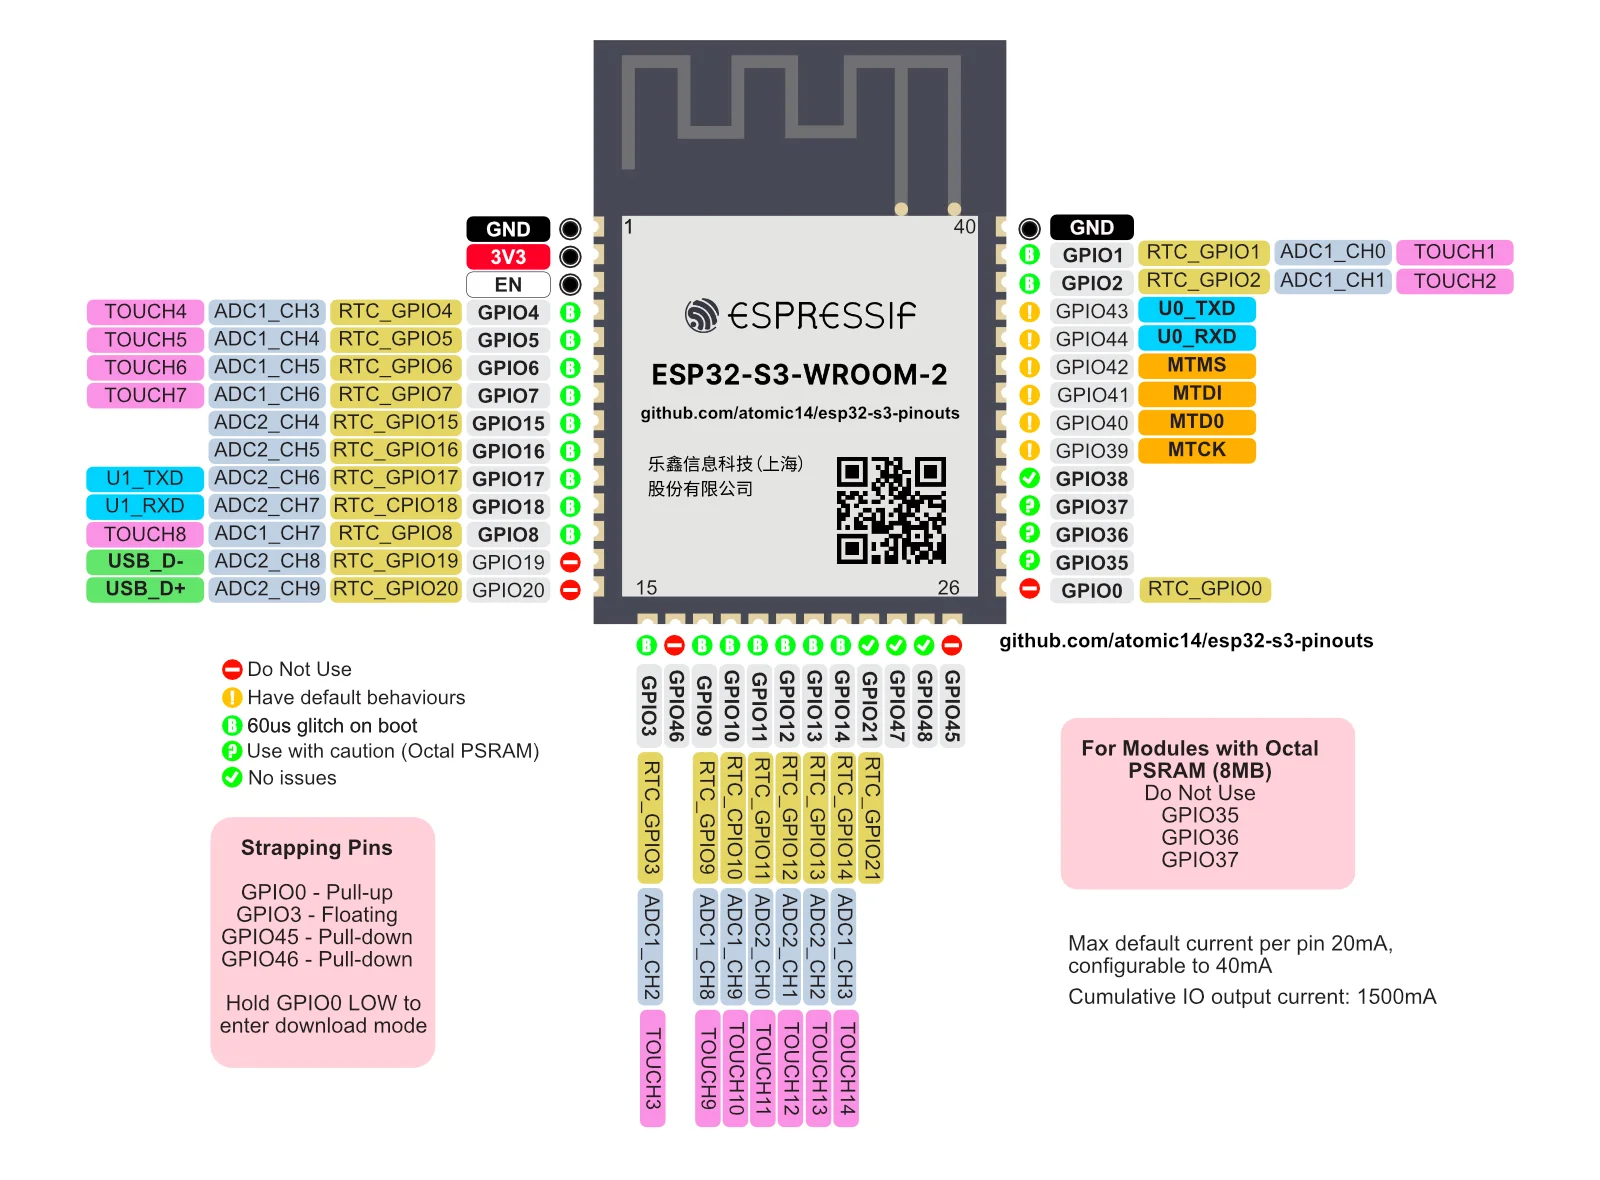 1
40
GND
3V3
EN
TOUCH4 ADC1_CH3 RTC_GPIO4 GPIO4 B
TOUCH5 ADC1_CH4 RTC_GPIO5 GPIO5 B
TOUCH6 ADC1_CH5 RTC_GPIO6 GPIO6 B
TOUCH7 ADC1_CH6 RTC_GPIO7 GPIO7 B
ADC2_CH4 RTC_GPIO15 GPIO15 B
ADC2_CH5 RTC_GPIO16 GPIO16 B
U1_TXD ADC2_CH6 RTC_GPIO17 GPIO17 B
U1_RXD ADC2_CH7 RTC_CPIO18 GPIO18 B
TOUCH8 ADC1_CH7 RTC_GPIO8 GPIO8 B
USB_D- ADC2_CH8 RTC_GPIO19 GPIO19
USB_D+ ADC2_CH9 RTC_GPIO20 GPIO20
ESPRESSIF
ESP32-S3-WROOM-2
github.com/atomic14/esp32-s3-pinouts
乐鑫信息科技(上海)
股份有限公司
15
26
GND
B GPIO1 RTC_GPIO1 ADC1_CH0 TOUCH1
B GPIO2 RTC_GPIO2 ADC1_CH1 TOUCH2
! GPIO43 U0_TXD
! GPIO44 U0_RXD
! GPIO42 MTMS
! GPIO41 MTDI
! GPIO40 MTD0
! GPIO39 MTCK
GPIO38
? GPIO37
? GPIO36
? GPIO35
GPIO0 RTC_GPIO0
github.com/atomic14/esp32-s3-pinouts
B GPIO3 RTC_GPIO3 ADC1_CH2 TOUCH3
GPIO46
B GPIO9 RTC_GPIO9 ADC1_CH8 TOUCH9
B GPIO10 RTC_CPIO10 ADC1_CH9 TOUCH10
B GPIO11 RTC_GPIO11 ADC2_CH0 TOUCH11
B GPIO12 RTC_GPIO12 ADC2_CH1 TOUCH12
B GPIO13 RTC_GPIO13 ADC2_CH2 TOUCH13
B GPIO14 RTC_GPIO14 ADC1_CH3 TOUCH14
GPIO21 RTC_GPIO21
GPIO47
GPIO48
GPIO45
Do Not Use
! Have default behaviours
B 60us glitch on boot
? Use with caution (Octal PSRAM)
No issues
Strapping Pins
GPIO0 - Pull-up
GPIO3 - Floating
GPIO45 - Pull-down
GPIO46 - Pull-down
Hold GPIO0 LOW to
enter download mode
For Modules with Octal
PSRAM (8MB)
Do Not Use
GPIO35
GPIO36
GPIO37
Max default current per pin 20mA,
configurable to 40mA
Cumulative IO output current: 1500mA